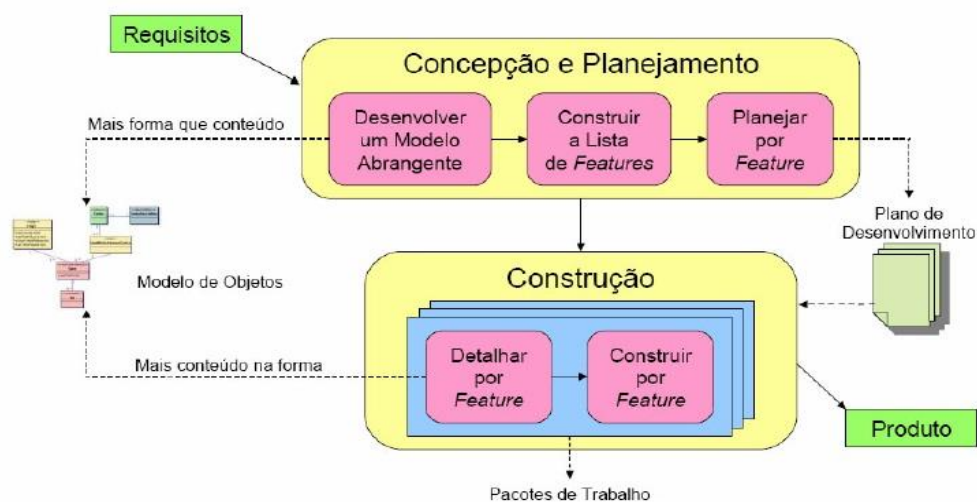 Requisitos
Concepção e Planejamento
Mais forma que conteúdo
Desenvolver
um Modelo
Abrangente
Construir
a Lista
de Features
Planejar
por
Feature
Plano de
Desenvolvimento
Modelo de Objetos
Construção
Mais conteúdo na forma
Detalhar
por
Feature
Construir
por
Feature
Produto
Pacotes de Trabalho